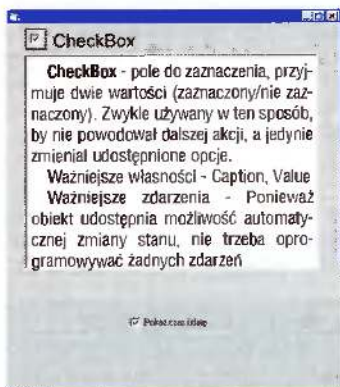 CheckBox
CheckBox - pole do zaznaczenia, przyj-
muje dwie wartości (zaznaczony/nie zaz-
naczony). Zwykle używany w ten sposób,
by nie powodował dalszej akcji, a jedynie
zmieniał udostępnione opcje.
Ważniejsze własności - Caption, Value
Ważniejsze zdarzenia - Ponieważ
obiekt udostępnia możliwość automaty-
cznej zmiany stanu, nie trzeba opro-
gramowywać żadnych zdarzeń